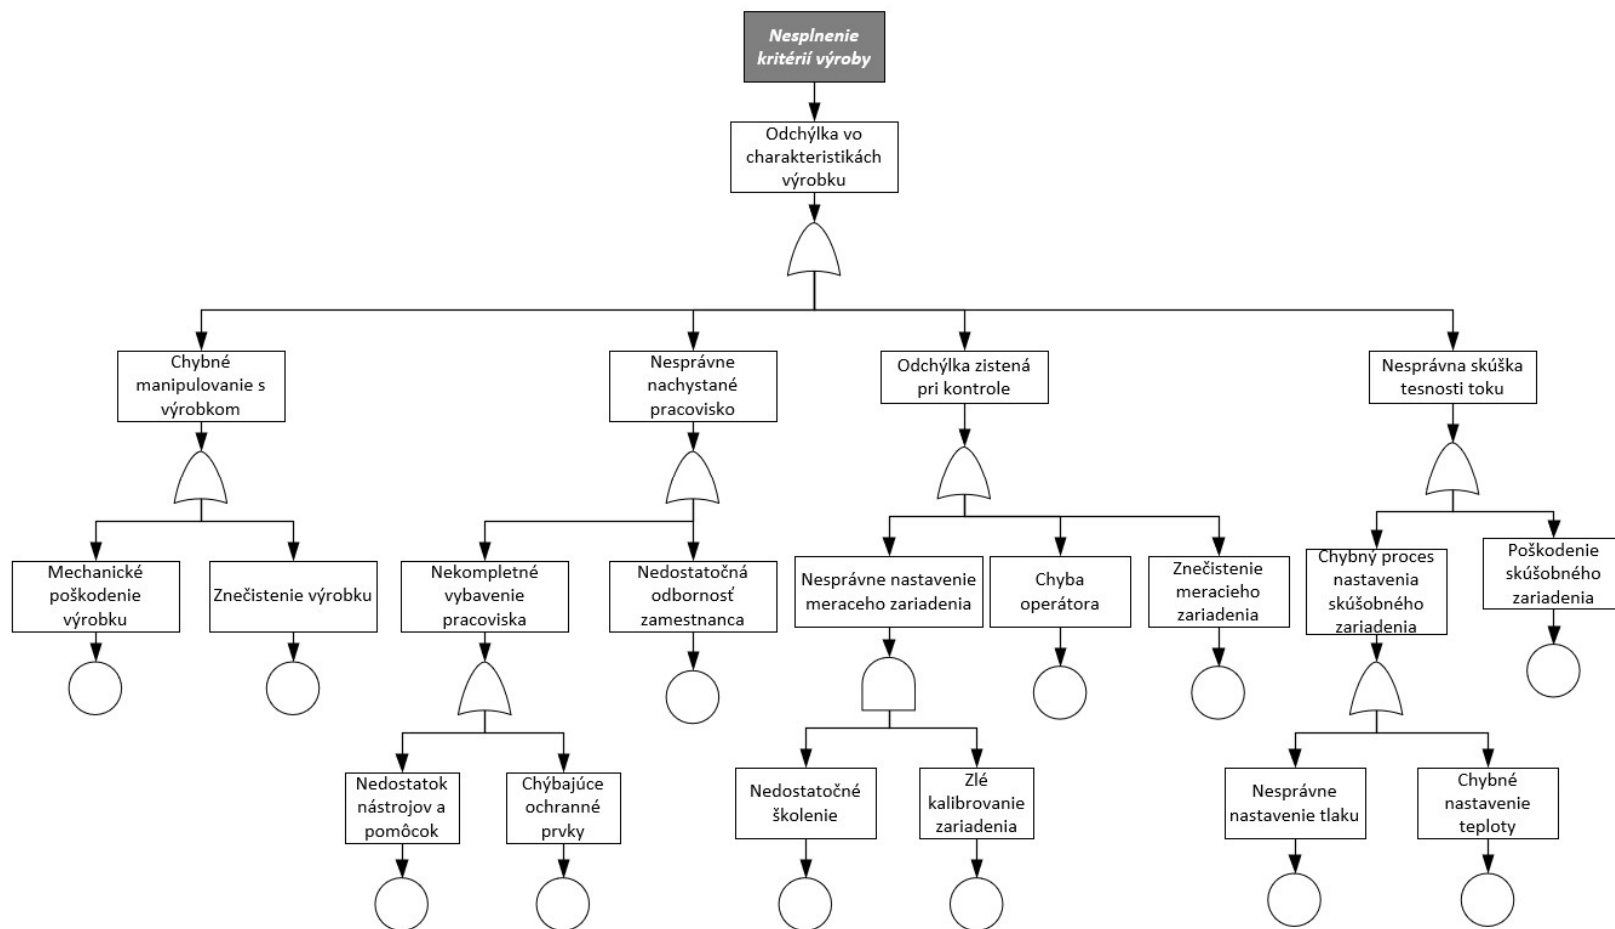 Nesplnenie
kritérií výroby
Odchýlka vo
charakteristikách
výrobku
Chybné
manipulovanie s
výrobkom
Nesprávne
nachystané
pracovisko
Odchýlka zistená
pri kontrole
Nesprávna skúška
tesnosti toku
Mechanické
poškodenie
výrobku
Znečistenie výrobku
Nekompletné
vybavenie
pracoviska
Nedostatočná
odbornosť
zamestnanca
Nesprávne nastavenie
meraceho zariadenia
Chyba
operátora
Znečistenie
meracieho
zariadenia
Chybný proces
nastavenia
skúšobného
zariadenia
Poškodenie
skúšobného
zariadenia
Nedostatok
nástrojov a
pomôcok
Chýbajúce
ochranné
prvky
Nedostatočné
školenie
Zlé
kalibrovanie
zariadenia
Nesprávne
nastavenie tlaku
Chybné
nastavenie
teploty